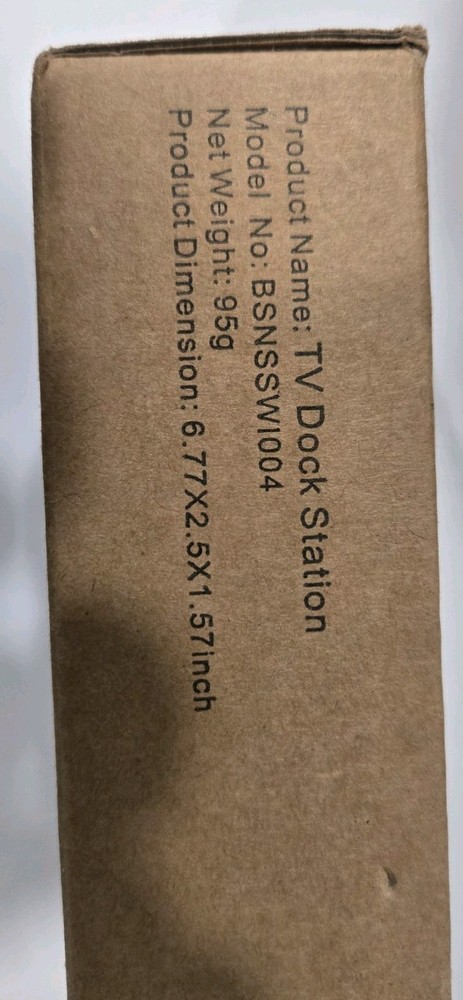 Product Name: TV Dock Station
Model No: BSNSSWI004
Net Weight: 95g
Product Dimension: 6.77X2.5X1.57inch